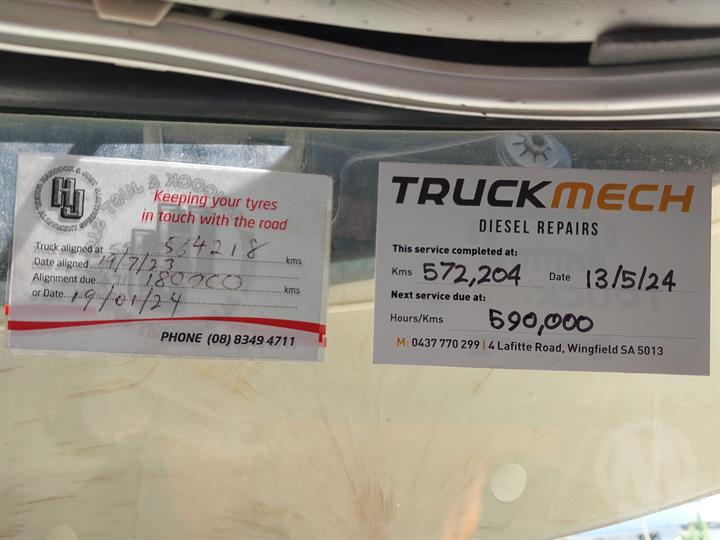 HJ
Keeping your tyres
in touch with the road
Truck aligned at 564218 kms
Date aligned 19/7/23
Alignment due 180000 kms
or Date 19/01/24
PHONE (08) 8349 4711
TRUCKMECH
DIESEL REPAIRS
This service completed at:
Kms 572,204 Date 13/5/24
Next service due at:
Hours/Kms 590,000
M: 0437 770 299 | 4 Lafitte Road, Wingfield SA 5013